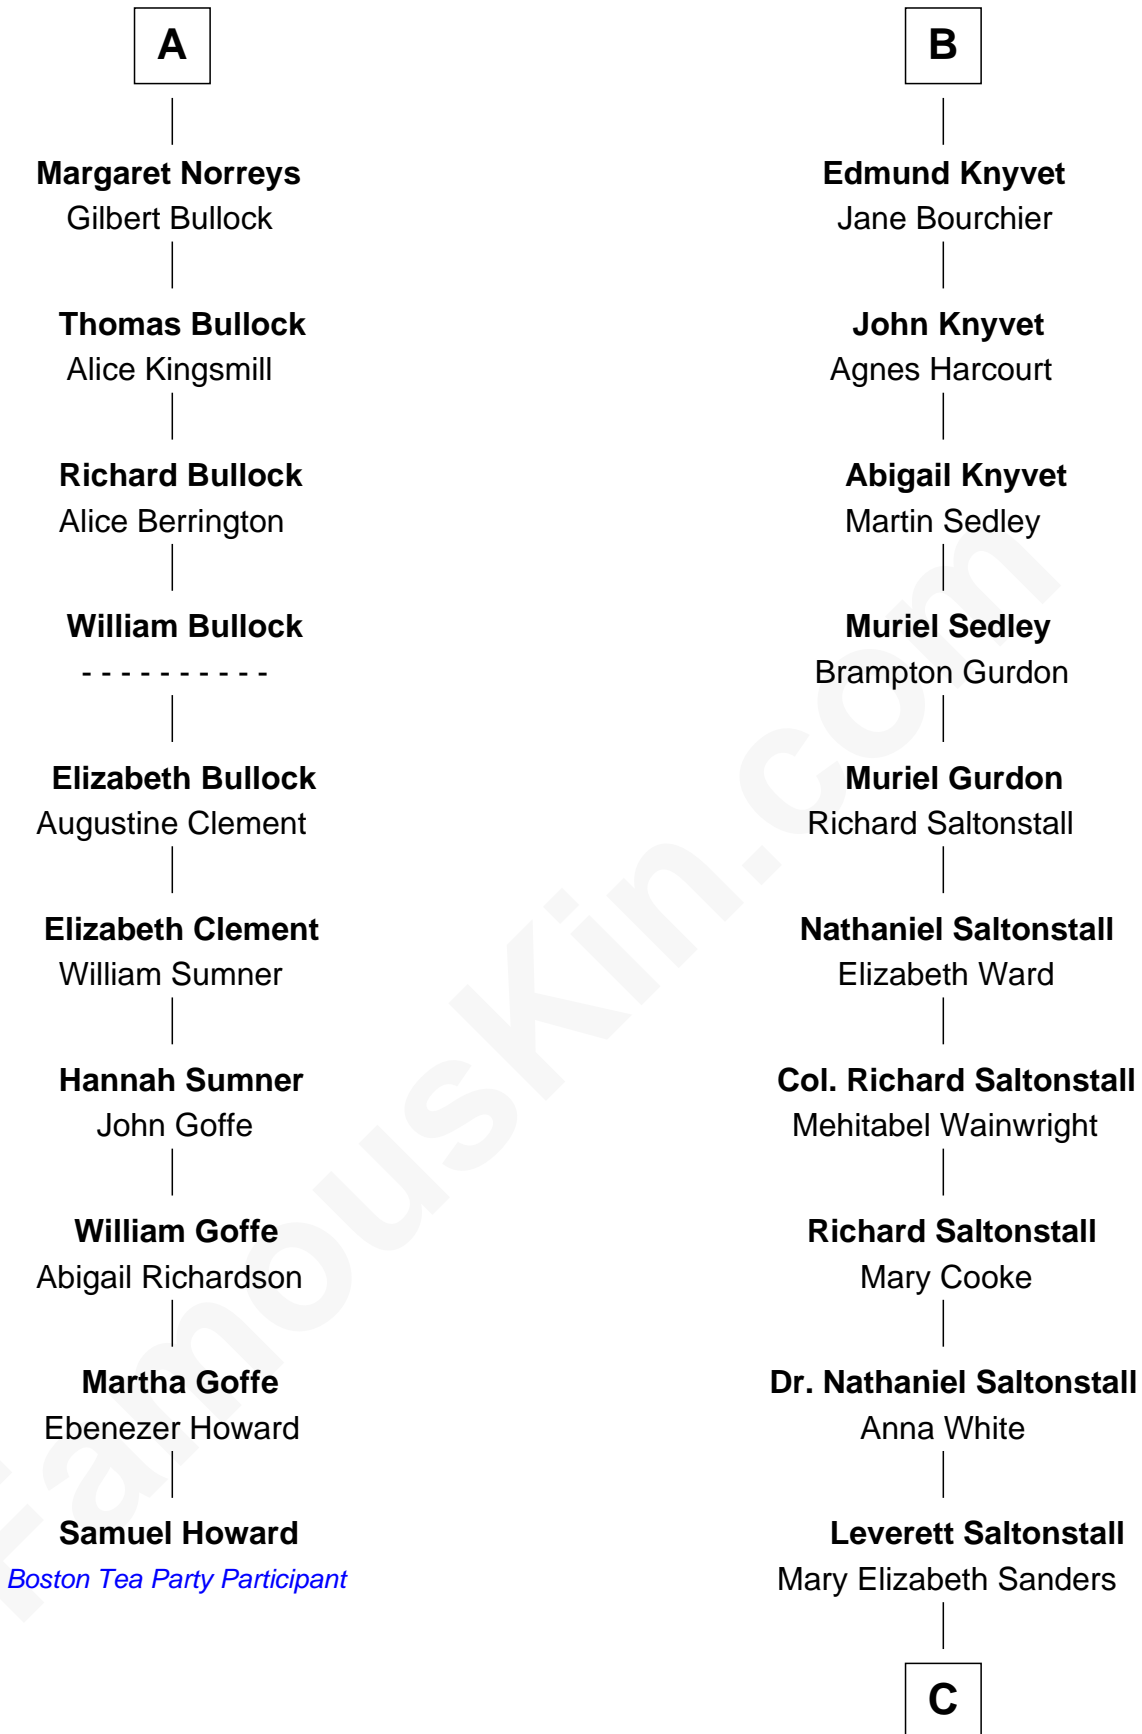 A
Margaret Norreys
Gilbert Bullock
Thomas Bullock
Alice Kingsmill
Richard Bullock
Alice Berrington
William Bullock
- - - - - - - - - -
Elizabeth Bullock
Augustine Clement
Elizabeth Clement
William Sumner
Hannah Sumner
John Goffe
William Goffe
Abigail Richardson
Martha Goffe
Ebenezer Howard
Samuel Howard
Boston Tea Party Participant
B
Edmund Knyvet
Jane Bourchier
John Knyvet
Agnes Harcourt
Abigail Knyvet
Martin Sedley
Muriel Sedley
Brampton Gurdon
Muriel Gurdon
Richard Saltonstall
Nathaniel Saltonstall
Elizabeth Ward
Col. Richard Saltonstall
Mehitabel Wainwright
Richard Saltonstall
Mary Cooke
Dr. Nathaniel Saltonstall
Anna White
Leverett Saltonstall
Mary Elizabeth Sanders
C
FamousKin.com